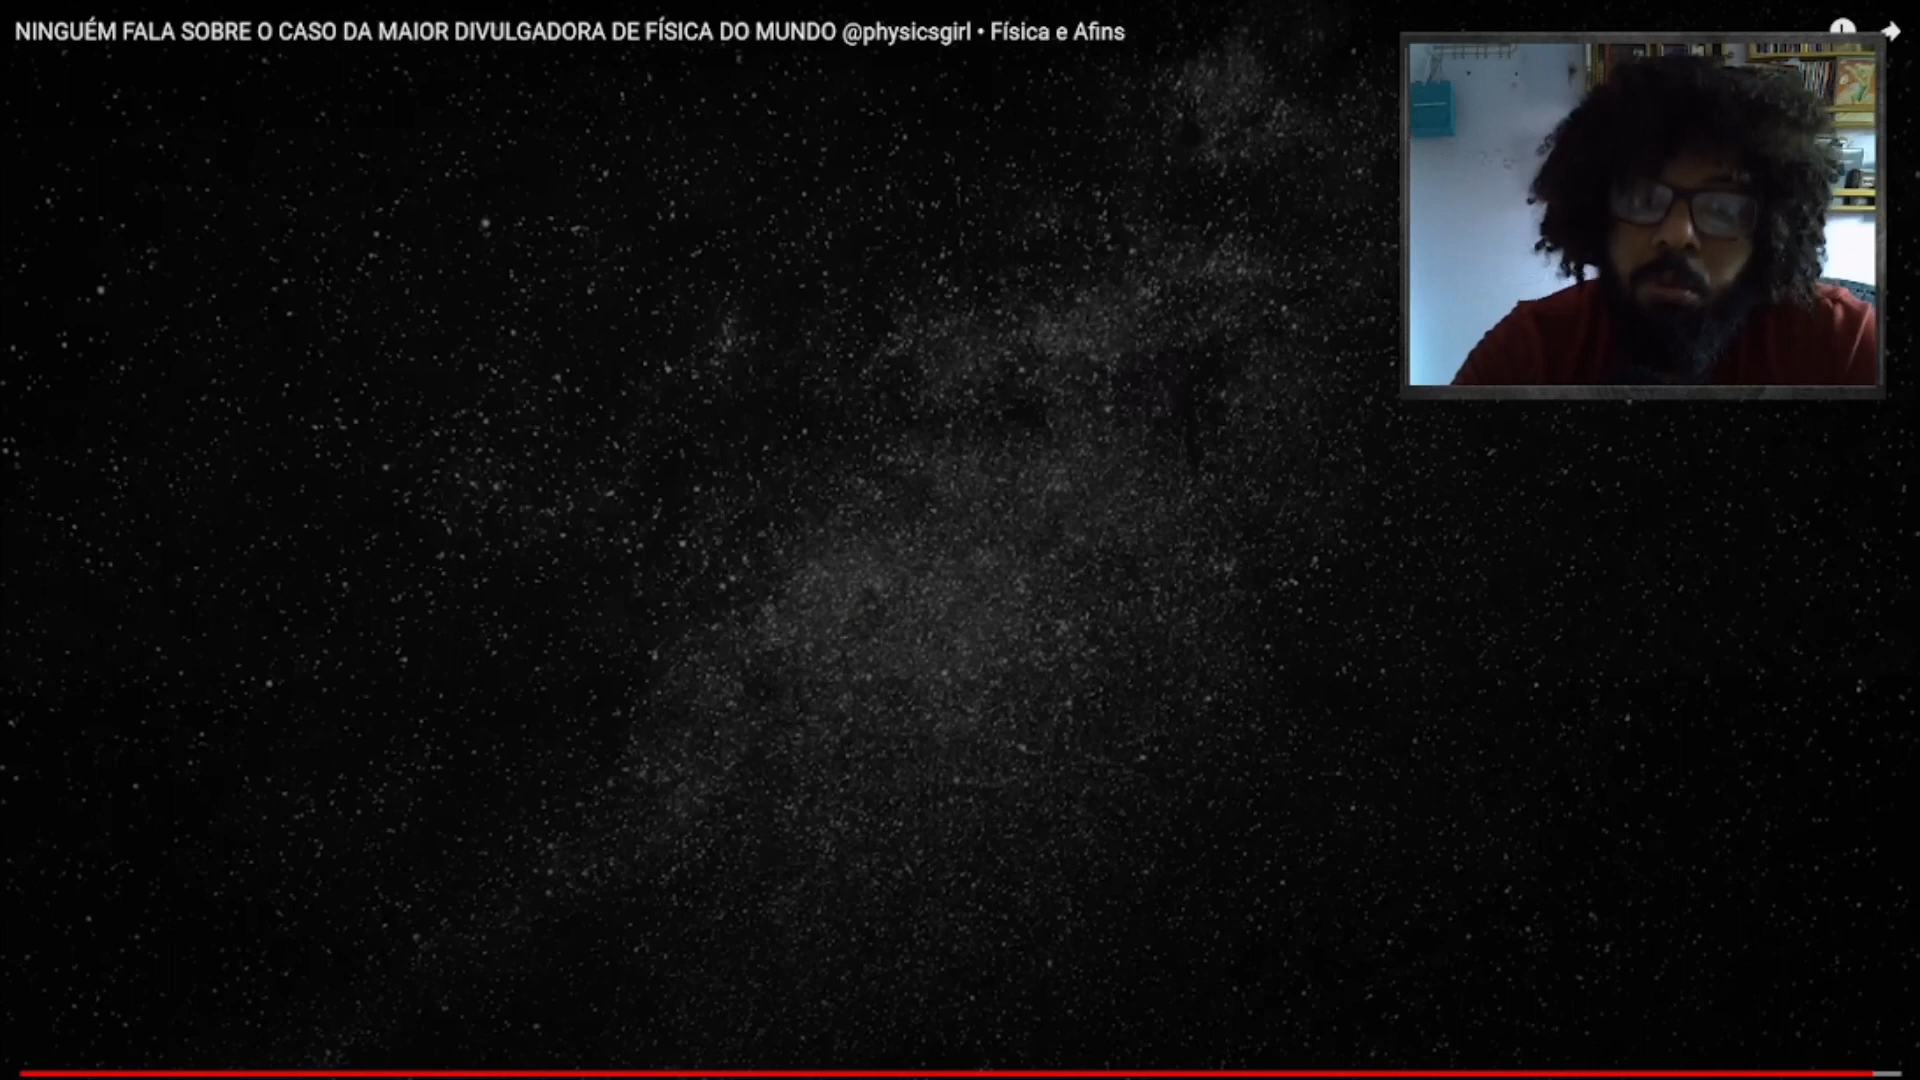 NINGUÉM FALA SOBRE O CASO DA MAIOR DIVULGADORA DE FÍSICA DO MUNDO @physicsgirl • Física e Afins